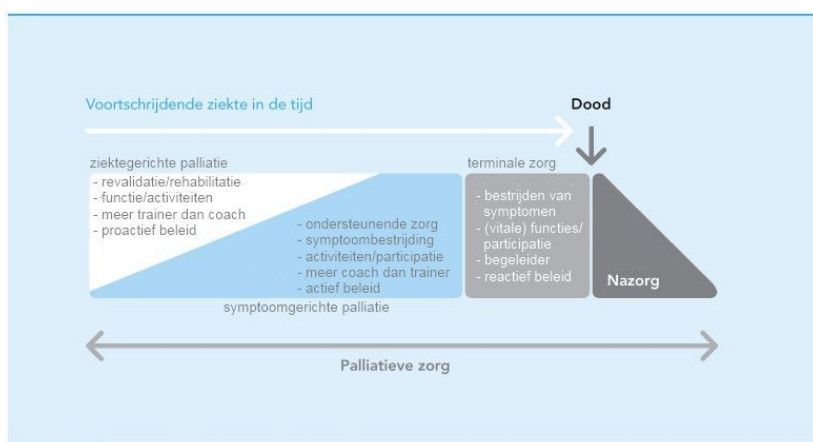 Voortschrijdende ziekte in de tijd
Dood
ziektegerichte palliatie
- revalidatie/rehabilitatie
- functie/activiteiten
- meer trainer dan coach
- proactief beleid
- ondersteunende zorg
- symptoombestrijding
- activiteiten/participatie
- meer coach dan trainer
- actief beleid
symptoomgerichte palliatie
terminale zorg
- bestrijden van
symptomen
- (vitale) functies/
participatie
- begeleider
- reactief beleid
Nazorg
Palliatieve zorg